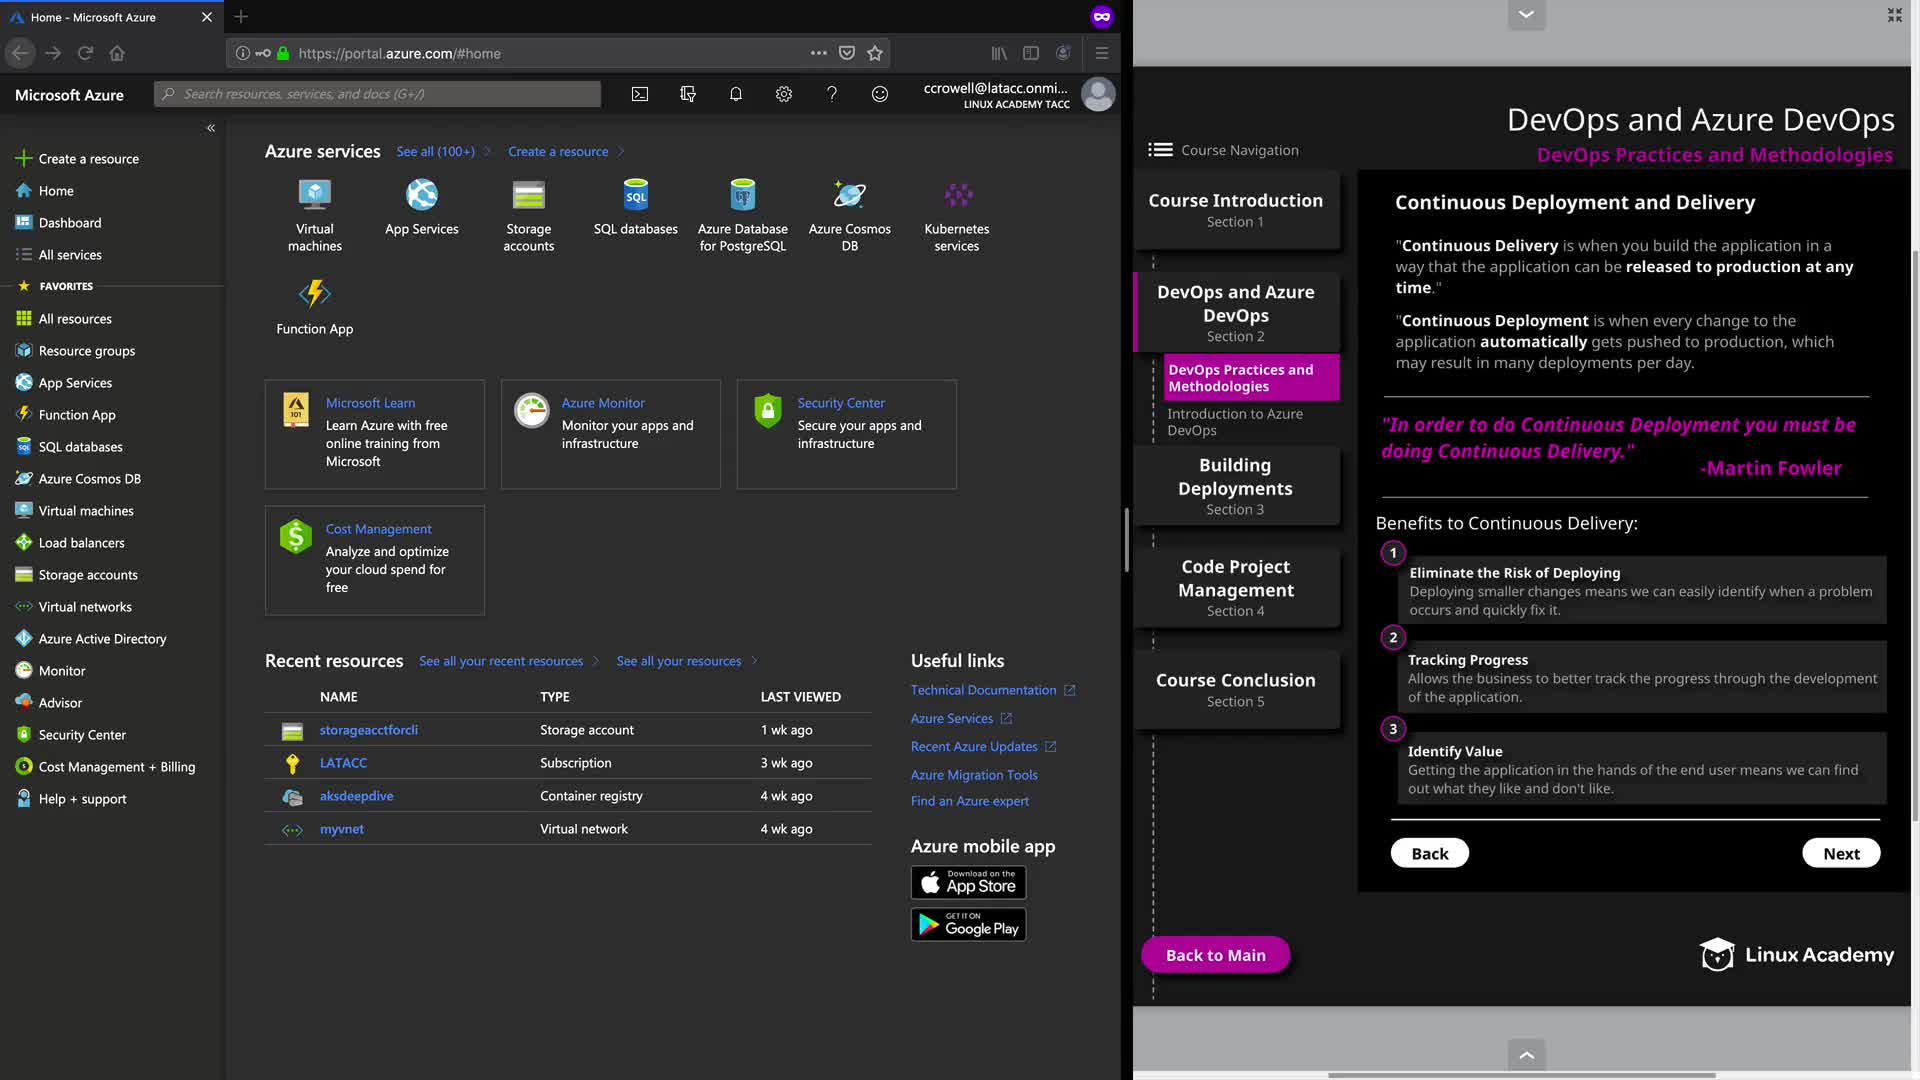 Home - Microsoft Azure
https://portal.azure.com/#home
Microsoft Azure
Search resources, services, and docs (G+/)
ccrowell@latacc.onmi...
LINUX ACADEMY TACC
Create a resource
Home
Dashboard
All services
FAVORITES
All resources
Resource groups
App Services
Function App
SQL databases
Azure Cosmos DB
Virtual machines
Load balancers
Storage accounts
Virtual networks
Azure Active Directory
Monitor
Advisor
Security Center
Cost Management + Billing
Help + support
Azure services
See all (100+)
Create a resource
Virtual
machines
App Services
Storage
accounts
SQL
SQL databases
Azure Database
for PostgreSQL
Azure Cosmos
DB
Kubernetes
services
Function App
101
Microsoft Learn
Learn Azure with free
online training from
Microsoft
Azure Monitor
Monitor your apps and
infrastructure
Security Center
Secure your apps and
infrastructure
Cost Management
Analyze and optimize
your cloud spend for
free
Recent resources
See all your recent resources
See all your resources
NAME TYPE LAST VIEWED
storageacctforcli Storage account 1 wk ago
LATACC Subscription 3 wk ago
aksdeepdive Container registry 4 wk ago
myvnet Virtual network 4 wk ago
Useful links
Technical Documentation
Azure Services
Recent Azure Updates
Azure Migration Tools
Find an Azure expert
Azure mobile app
Download on the
App Store
GET IT ON
Google Play
DevOps and Azure DevOps
DevOps Practices and Methodologies
Course Navigation
Course Introduction
Section 1
DevOps and Azure
DevOps
Section 2
DevOps Practices and
Methodologies
Introduction to Azure
DevOps
Building
Deployments
Section 3
Code Project
Management
Section 4
Course Conclusion
Section 5
Back to Main
Continuous Deployment and Delivery
"Continuous Delivery is when you build the application in a
way that the application can be released to production at any
time."
"Continuous Deployment is when every change to the
application automatically gets pushed to production, which
may result in many deployments per day.
"In order to do Continuous Deployment you must be
doing Continuous Delivery."
-Martin Fowler
Benefits to Continuous Delivery:
1
Eliminate the Risk of Deploying
Deploying smaller changes means we can easily identify when a problem
occurs and quickly fix it.
2
Tracking Progress
Allows the business to better track the progress through the development
of the application.
3
Identify Value
Getting the application in the hands of the end user means we can find
out what they like and don't like.
Back
Next
Linux Academy